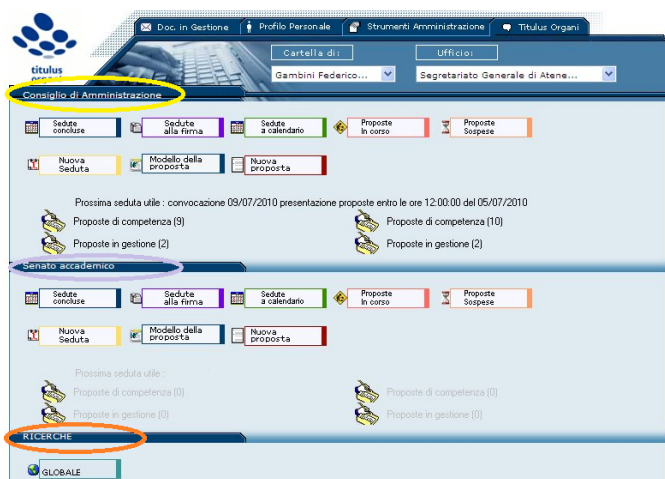 Doc. in Gestione Profilo Personale Strumenti Amministrazione Titulus Organi
Cartella di: Ufficio:
titulus
organi
Gambini Federico... Segretariato Generale di Atene...
Consiglio di Amministrazione
Sedute concluse
Sedute alla firma
Sedute a calendario
Proposte In corso
Proposte Sospese
Nuova Seduta
Modello della proposta
Nuova proposta
Prossima seduta utile : convocazione 09/07/2010 presentazione proposte entro le ore 12:00:00 del 05/07/2010
Proposte di competenza (9) Proposte di competenza (10)
Proposte in gestione (2) Proposte in gestione (2)
Senato accademico
Sedute concluse
Sedute alla firma
Sedute a calendario
Proposte In corso
Proposte Sospese
Nuova Seduta
Modello della proposta
Nuova proposta
Prossima seduta utile :
Proposte di competenza (0) Proposte di competenza (0)
Proposte in gestione (0) Proposte in gestione (0)
RICERCHE
GLOBALE